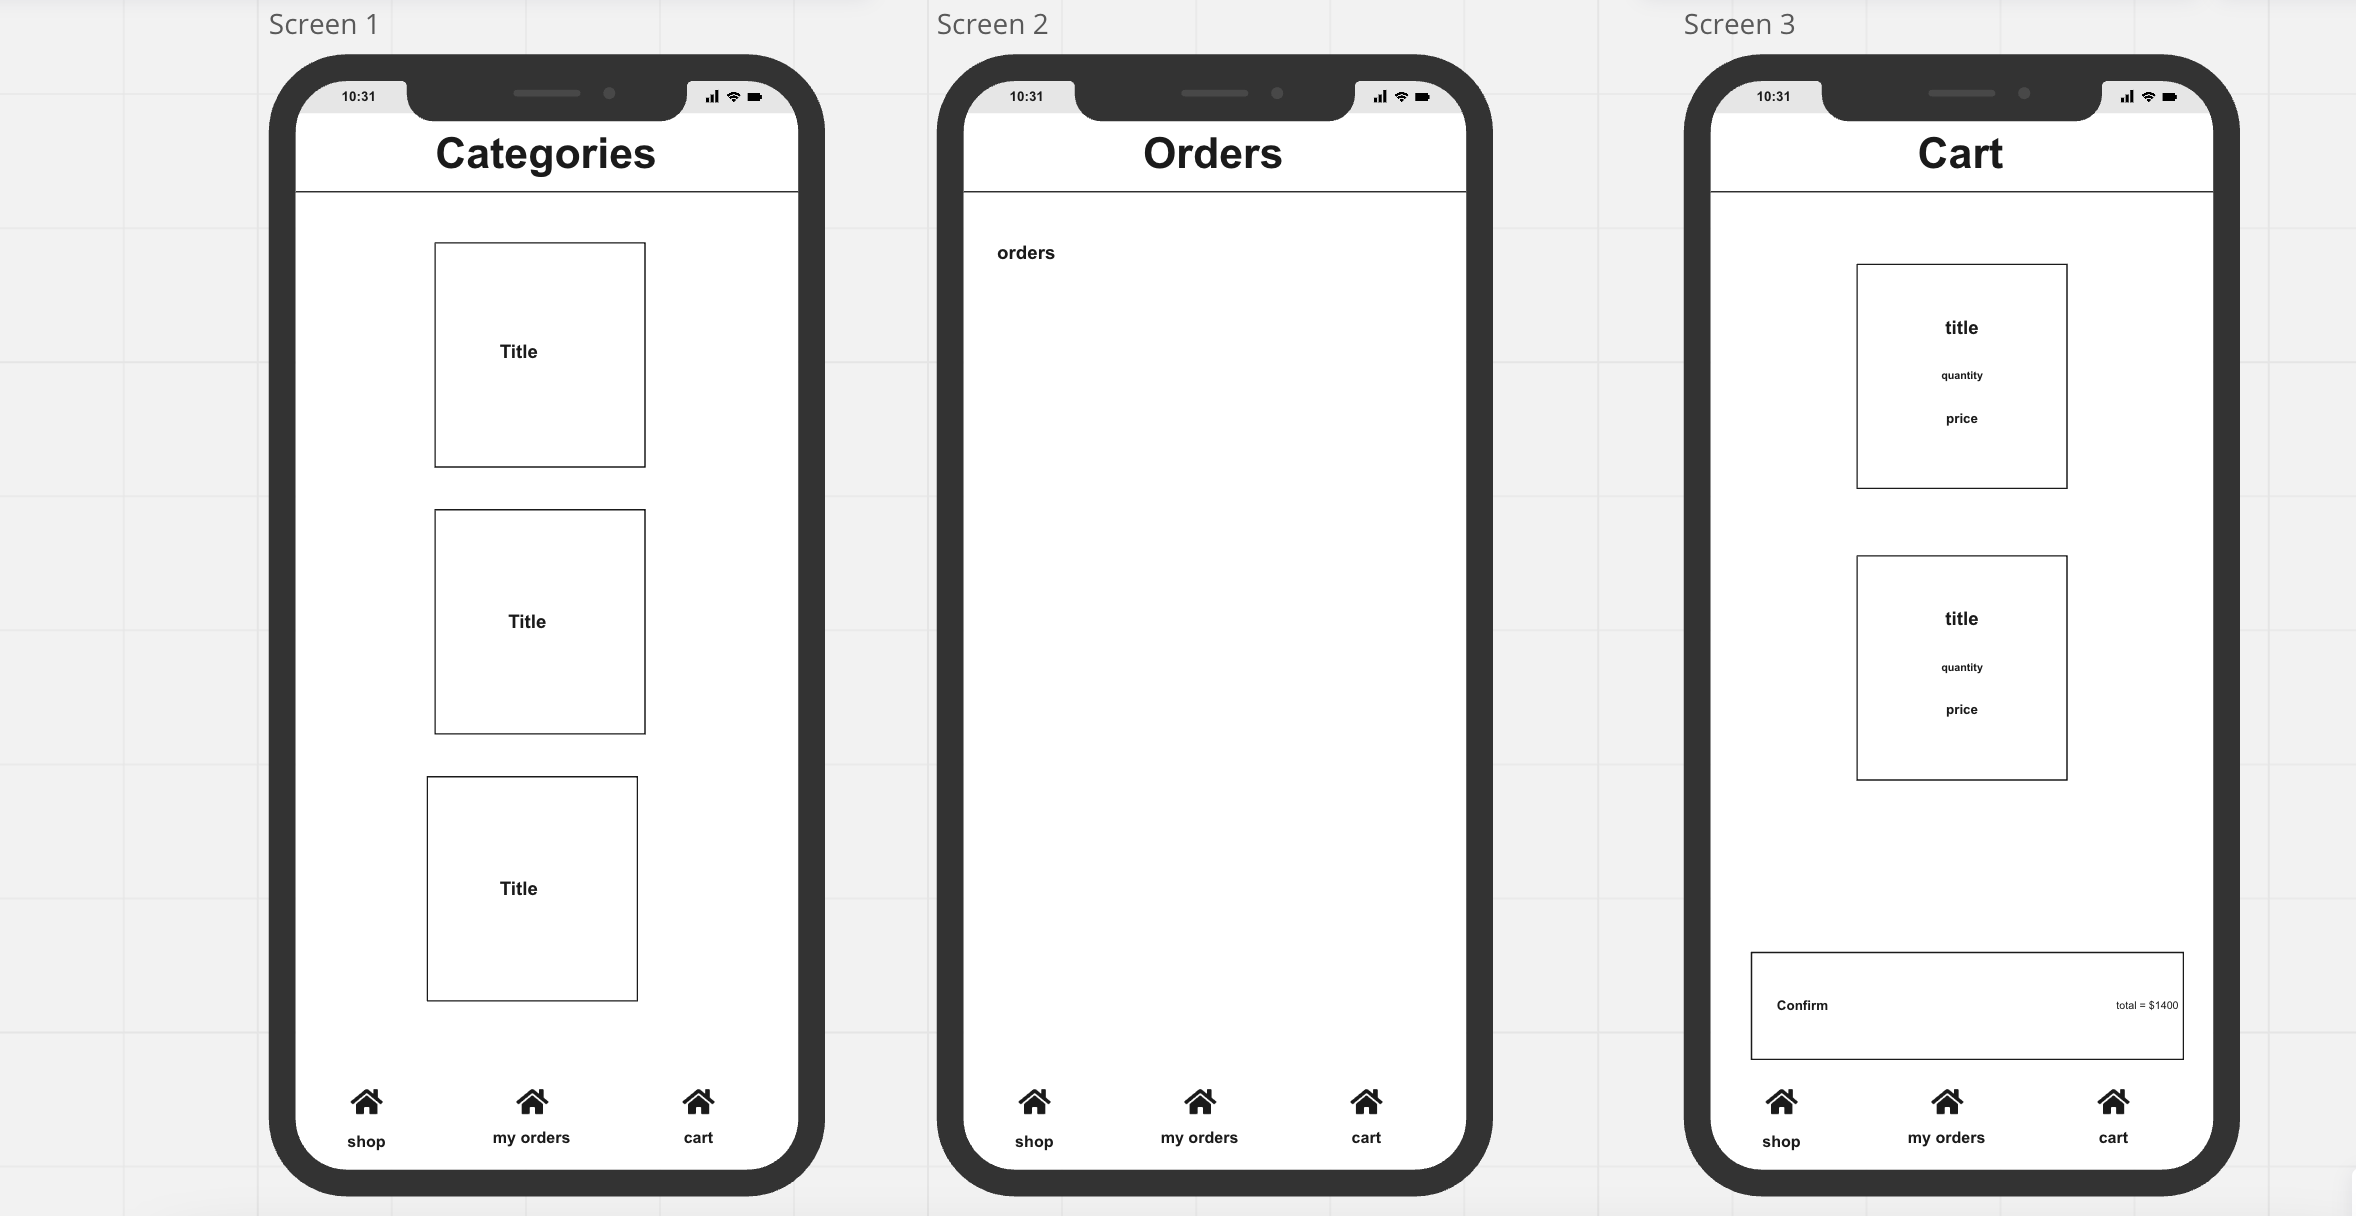 Screen 1
10:31
Categories
Title
Title
Title
shop
my orders
cart
Screen 2
10:31
Orders
orders
shop
my orders
cart
Screen 3
10:31
Cart
title
quantity
price
title
quantity
price
Confirm
total = $1400
shop
my orders
cart